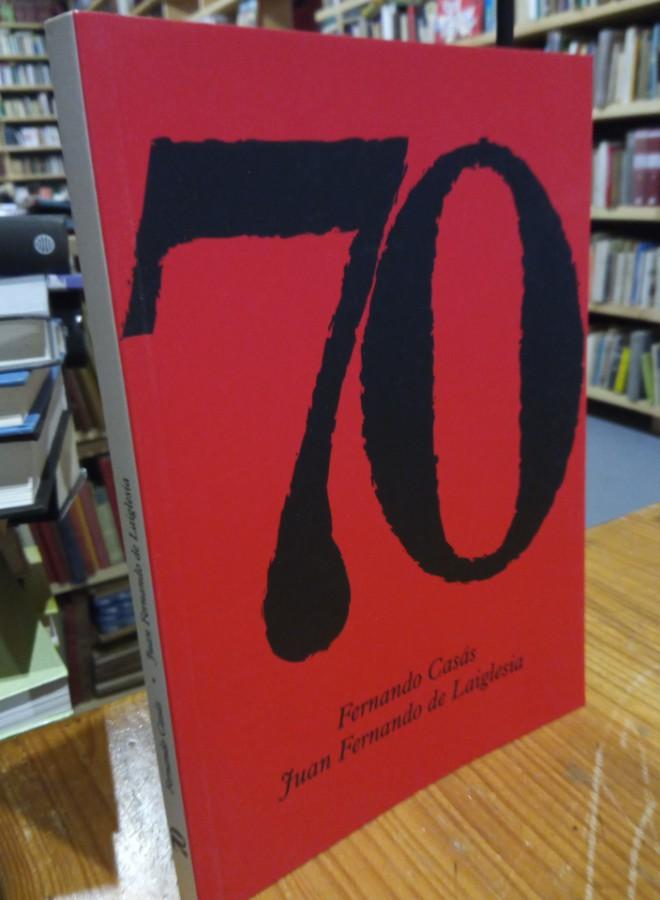 70
Fernando Casás
Juan Fernando de Laiglesia
70 Fernando Casás • Juan Fernando de Laiglesia